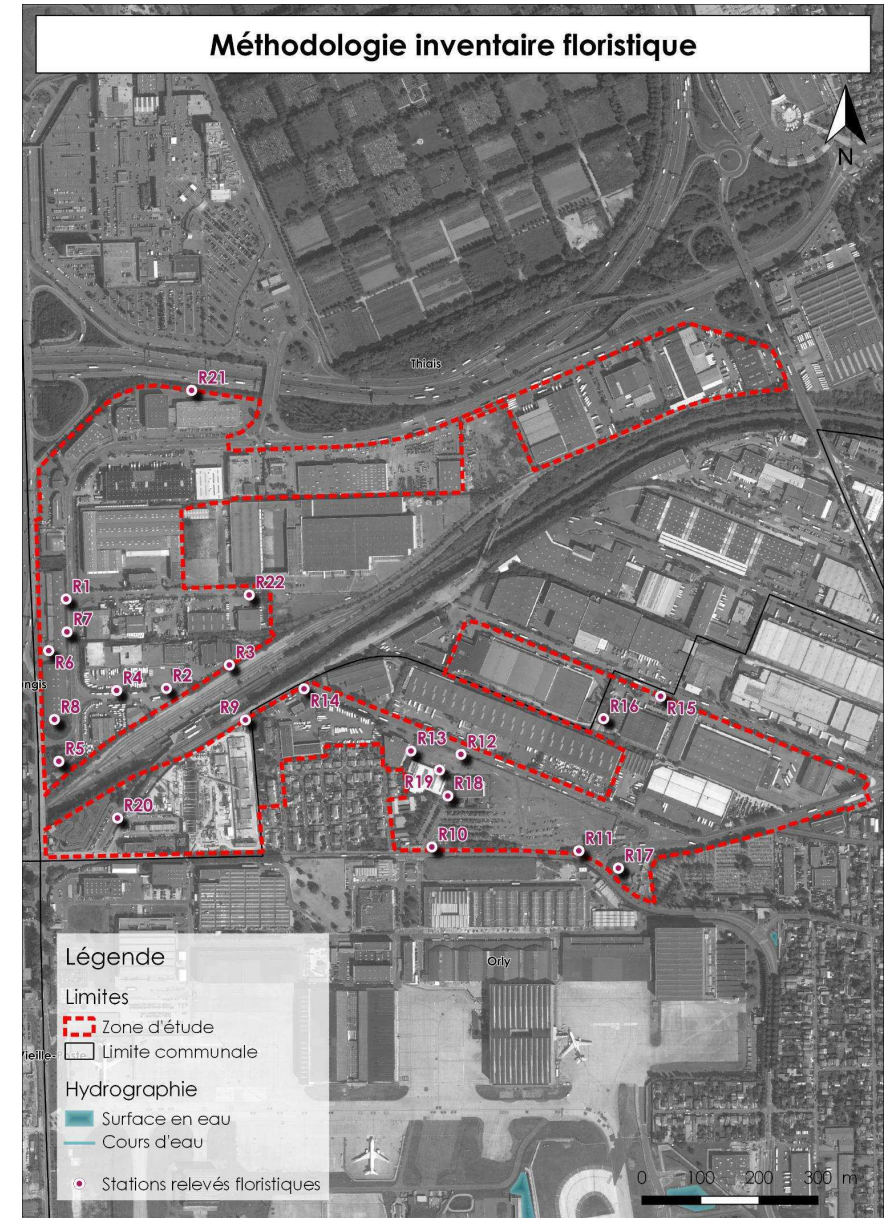 Méthodologie inventaire floristique
N
Thiais
R21
R1
R22
R7
R6
R3
R4
R2
ngis
R8
R9
R14
R16
R15
R5
R13
R12
R19
R18
R20
R10
R11
R17
Orly
Légende
Limites
Zone d'étude
Limite communale
Hydrographie
Surface en eau
Cours d'eau
Stations relevés floristiques
0 100 200 300 m